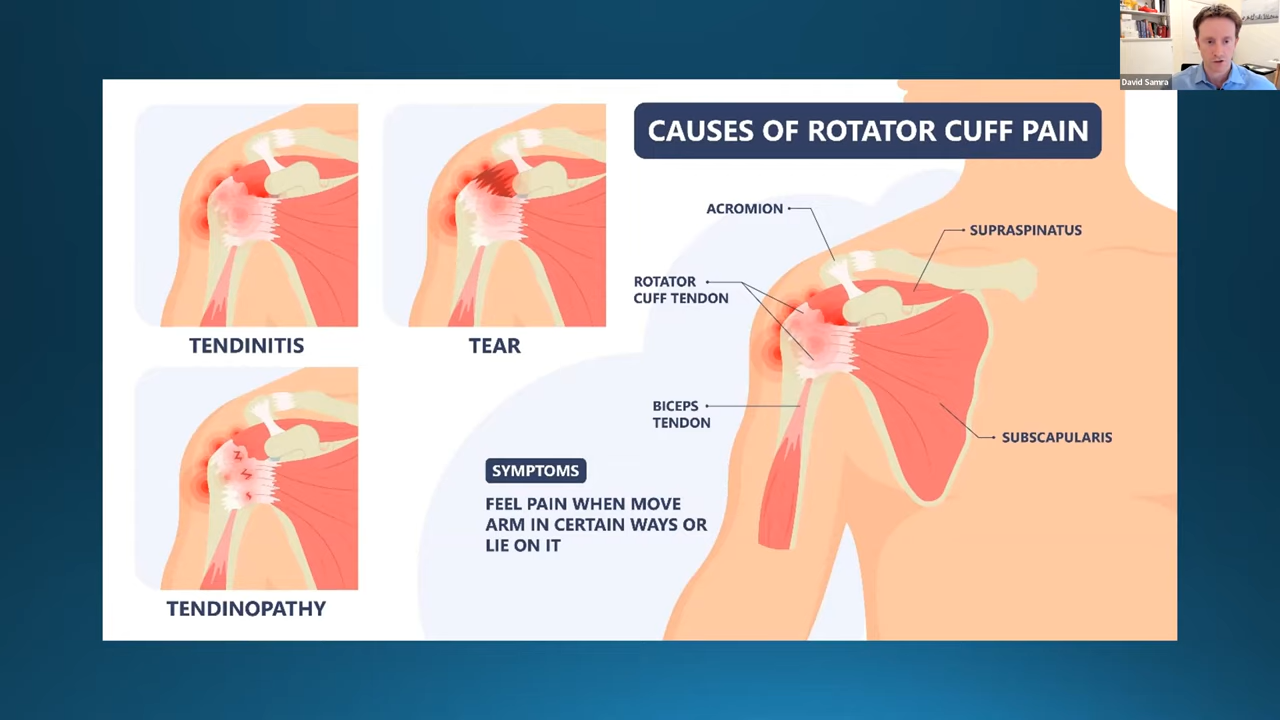 David Samra
CAUSES OF ROTATOR CUFF PAIN
TENDINITIS
TEAR
TENDINOPATHY
ACROMION
SUPRASPINATUS
ROTATOR
CUFF TENDON
BICEPS
TENDON
SUBSCAPULARIS
SYMPTOMS
FEEL PAIN WHEN MOVE
ARM IN CERTAIN WAYS OR
LIE ON IT